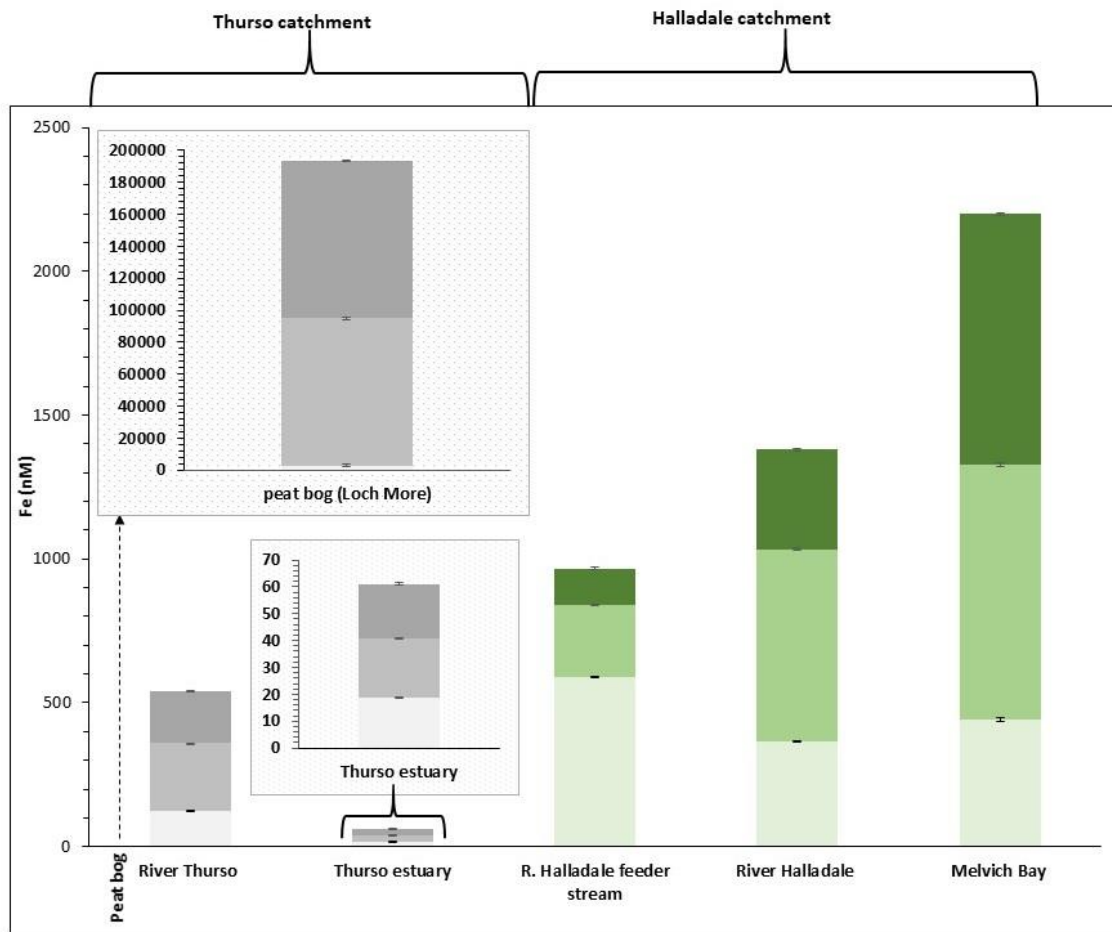 Thurso catchment
Halladale catchment
Fe (nM)
2500
2000
1500
1000
500
0
200000
180000
160000
140000
120000
100000
80000
60000
40000
20000
0
peat bog (Loch More)
70
60
50
40
30
20
10
0
Thurso estuary
Peat bog
River Thurso
Thurso estuary
R. Halladale feeder
stream
River Halladale
Melvich Bay